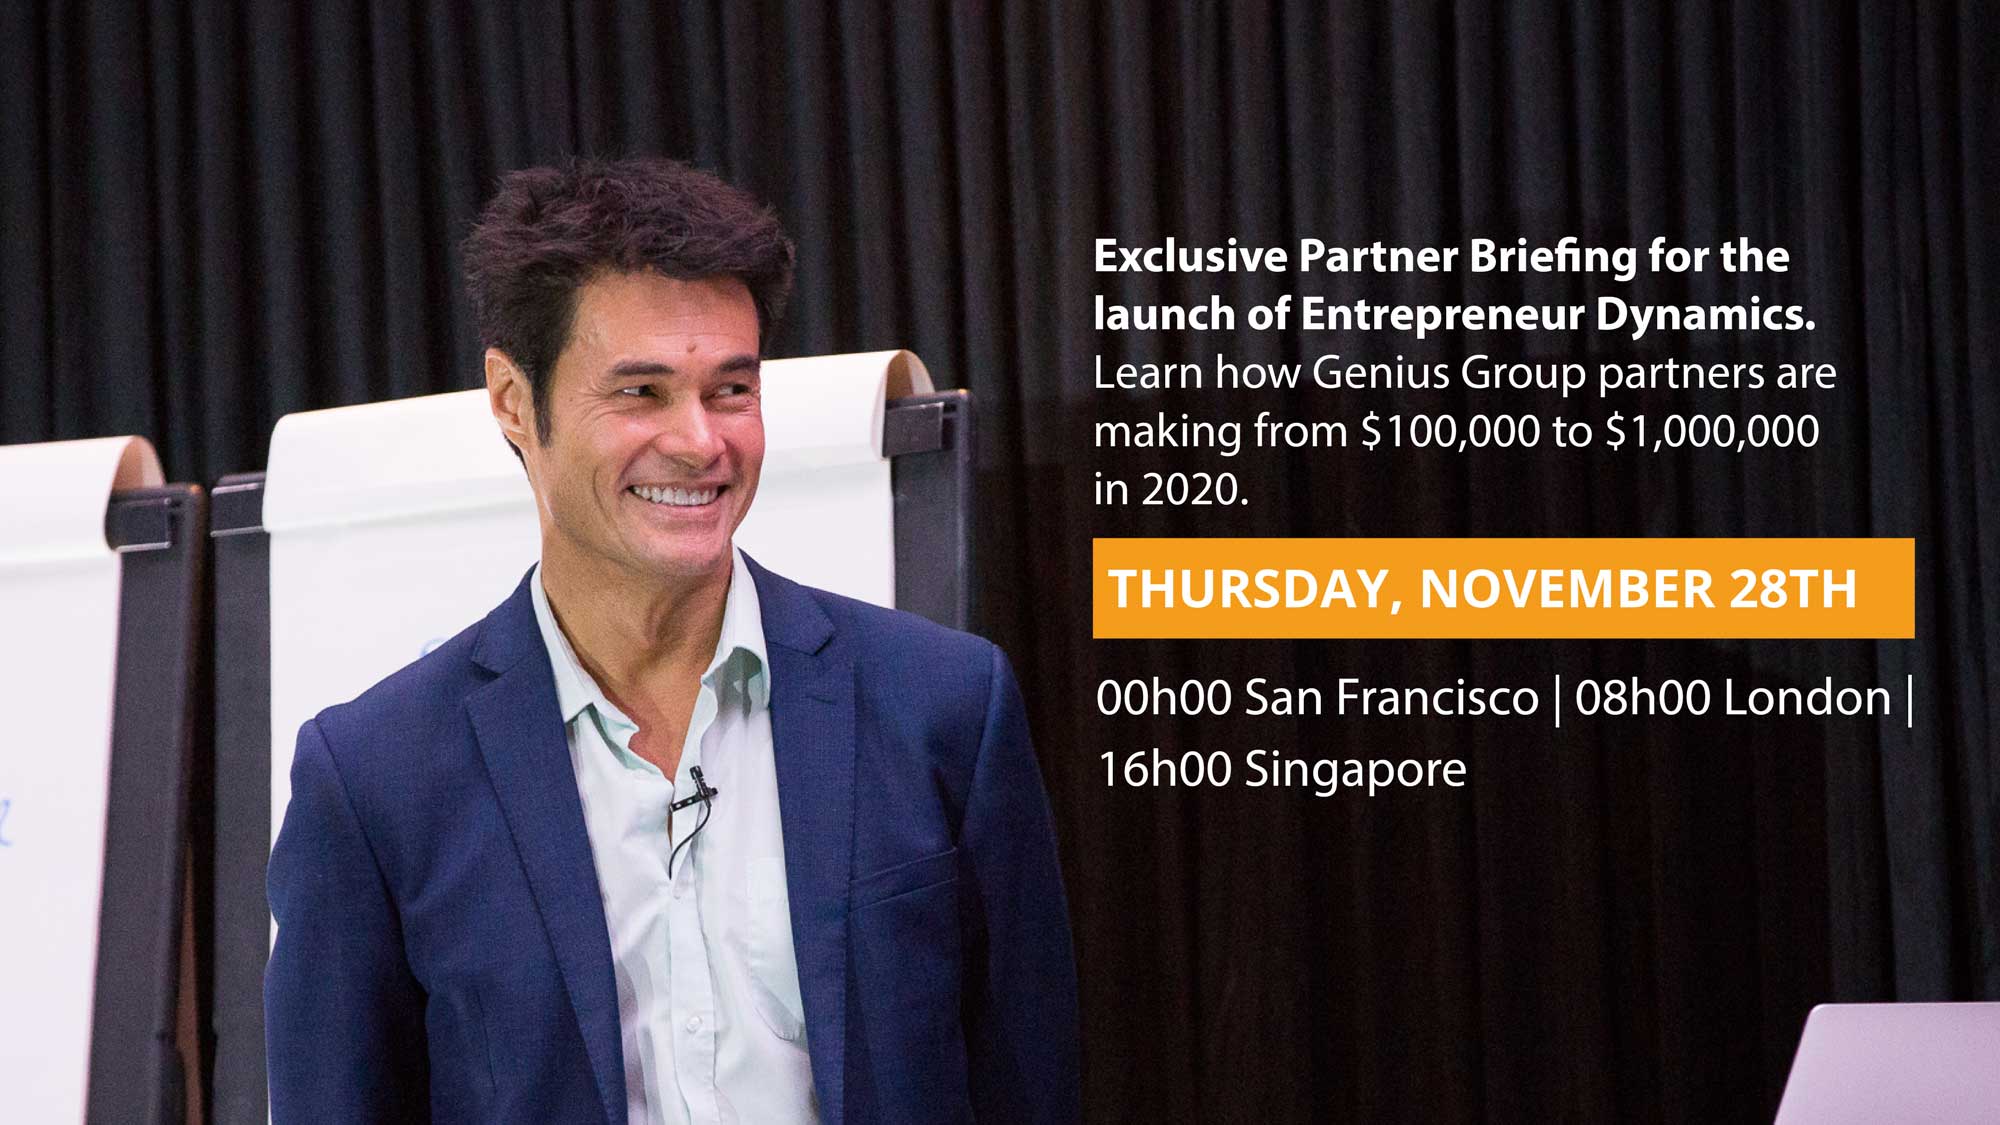 Exclusive Partner Briefing for the
launch of Entrepreneur Dynamics.
Learn how Genius Group partners are
making from $100,000 to $1,000,000
in 2020.
THURSDAY, NOVEMBER 28TH
00h00 San Francisco | 08h00 London |
16h00 Singapore